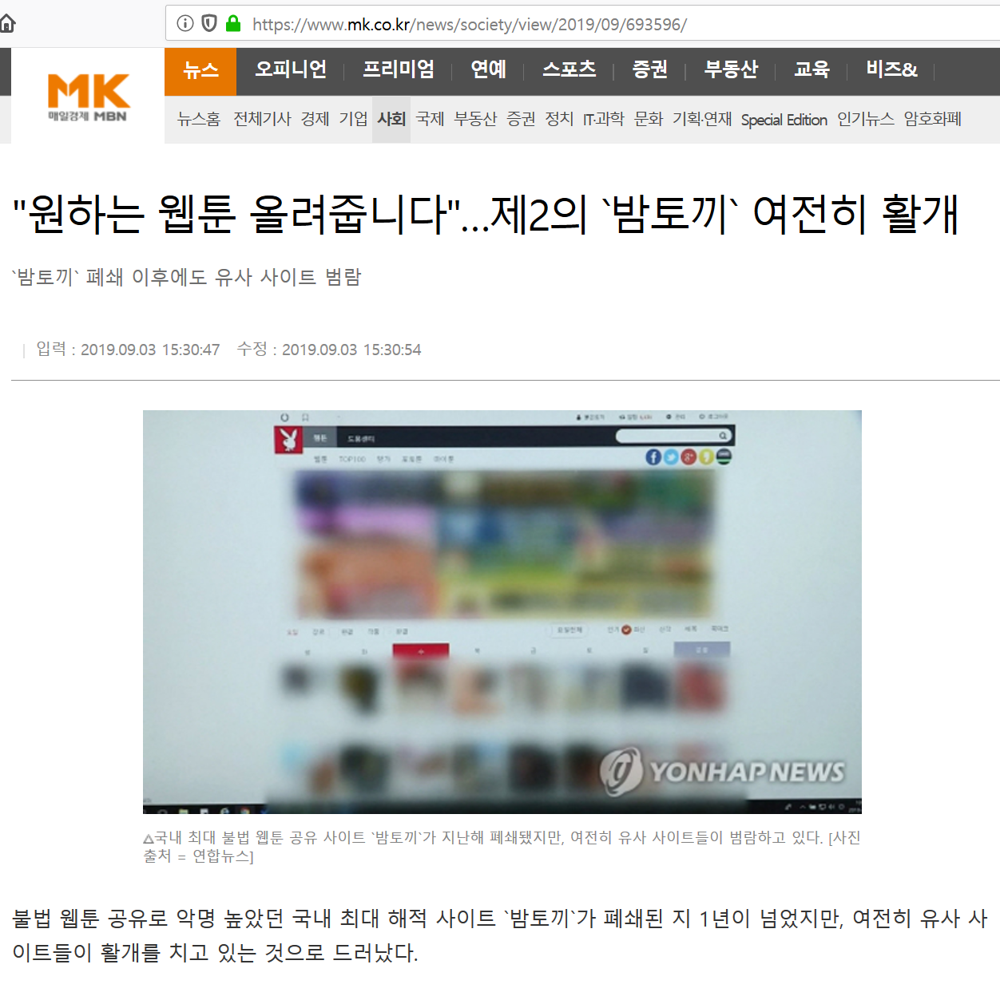 https://www.mk.co.kr/news/society/view/2019/09/693596/
MK
매일경제 MBN
뉴스 오피니언 프리미엄 연예 스포츠 증권 부동산 교육 비즈&
뉴스홈 전체기사 경제 기업 사회 국제 부동산 증권 정치 IT·과학 문화 기획·연재 Special Edition 인기뉴스 암호화폐
"원하는 웹툰 올려줍니다"…제2의 `밤토끼` 여전히 활개
`밤토끼` 폐쇄 이후에도 유사 사이트 범람
입력 : 2019.09.03 15:30:47 수정 : 2019.09.03 15:30:54
웹툰 도움센터
웹툰 TOP100
YONHAP NEWS
△국내 최대 불법 웹툰 공유 사이트 `밤토끼`가 지난해 폐쇄됐지만, 여전히 유사 사이트들이 범람하고 있다. [사진
출처 = 연합뉴스]
불법 웹툰 공유로 악명 높았던 국내 최대 해적 사이트 `밤토끼`가 폐쇄된 지 1년이 넘었지만, 여전히 유사 사
이트들이 활개를 치고 있는 것으로 드러났다.